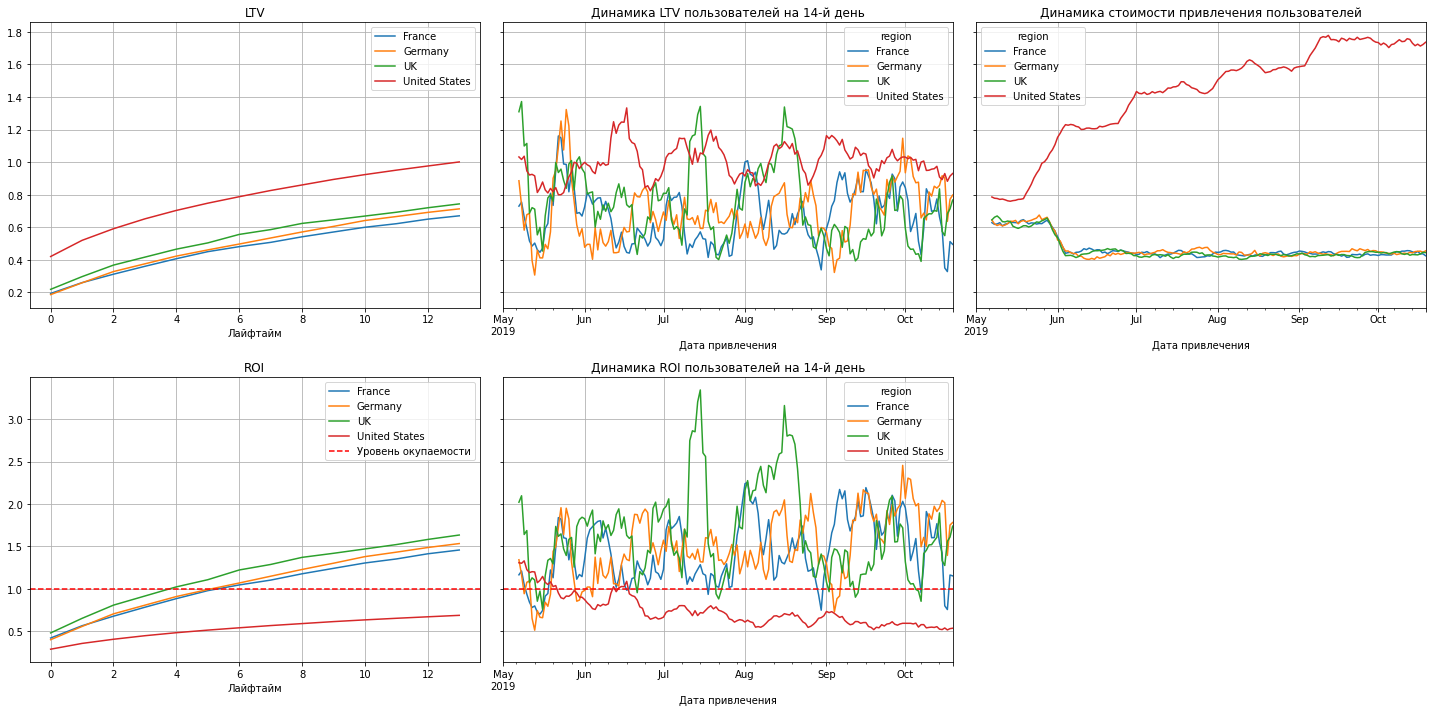 LTV
France
Germany
UK
United States
1.8
1.6
1.4
1.2
1.0
0.8
0.6
0.4
0.2
0 2 4 6 8 10 12
Лайфтайм
Динамика LTV пользователей на 14-й день
region
France
Germany
UK
United States
May Jun Jul Aug Sep Oct
2019
Дата привлечения
Динамика стоимости привлечения пользователей
region
France
Germany
UK
United States
May Jun Jul Aug Sep Oct
2019
Дата привлечения
ROI
France
Germany
UK
United States
Уровень окупаемости
3.0
2.5
2.0
1.5
1.0
0.5
0 2 4 6 8 10 12
Лайфтайм
Динамика ROI пользователей на 14-й день
region
France
Germany
UK
United States
May Jun Jul Aug Sep Oct
2019
Дата привлечения